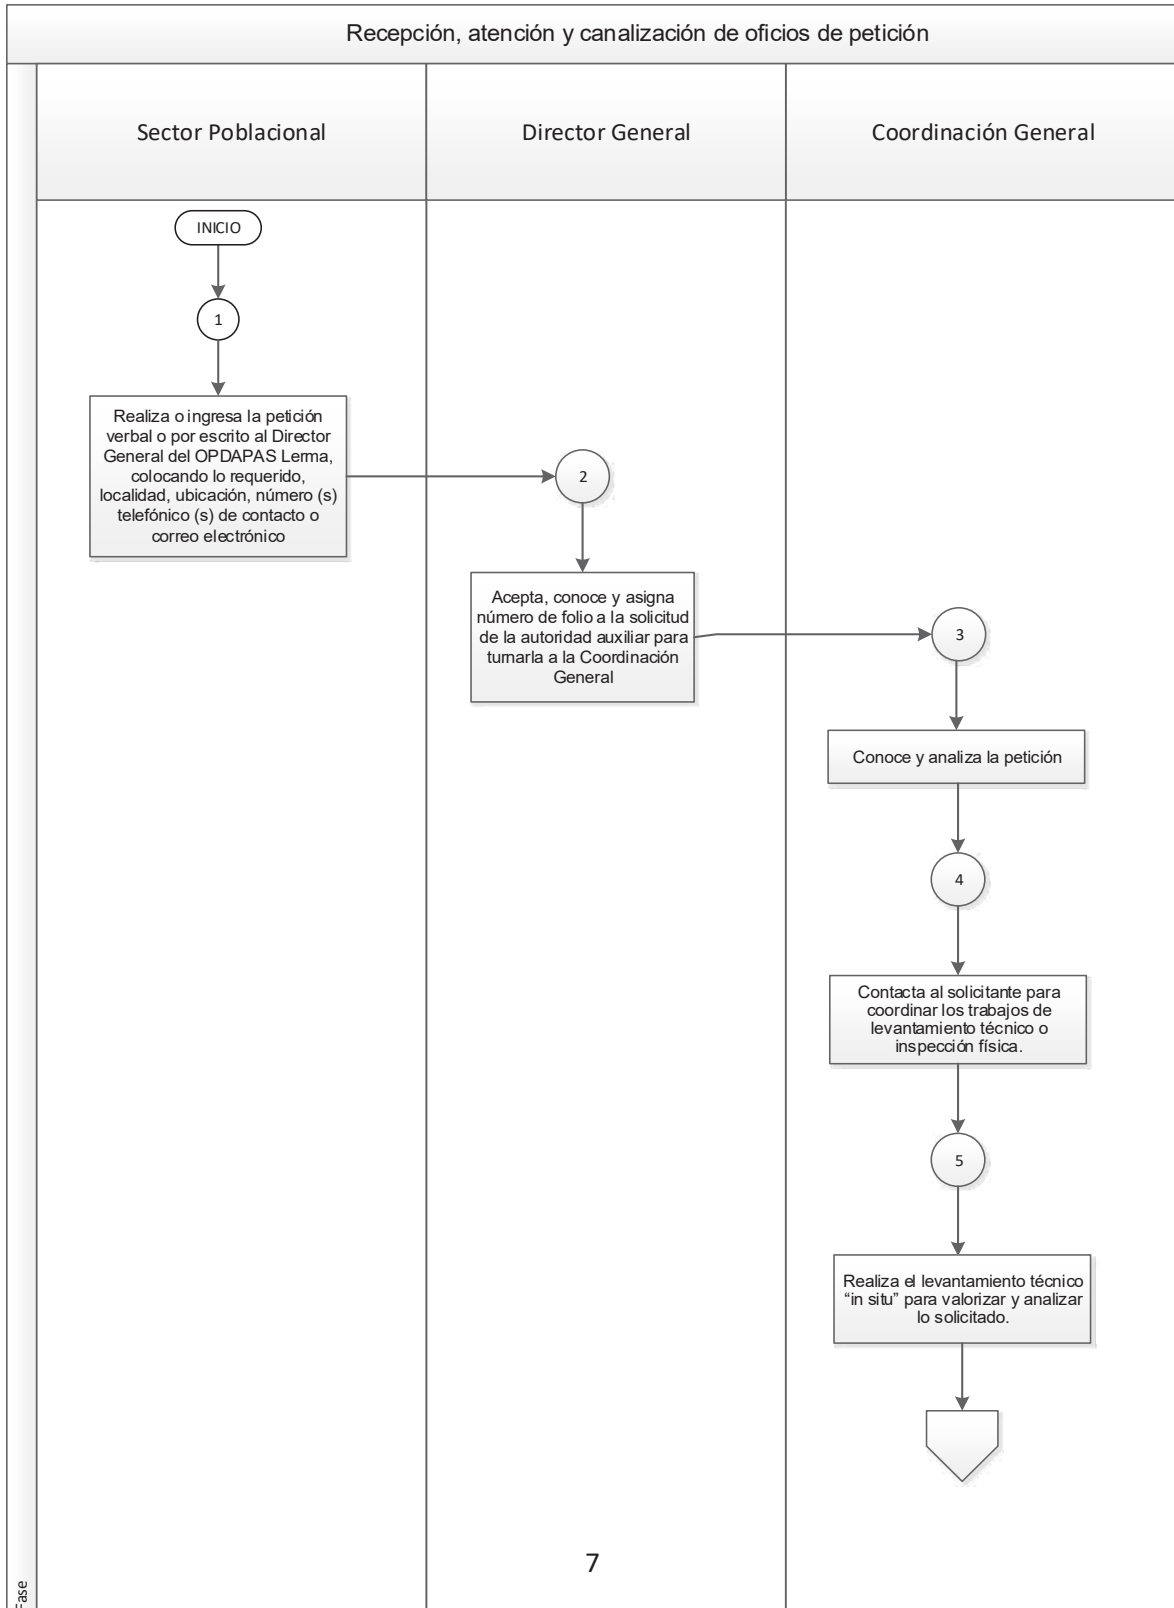 Recepción, atención y canalización de oficios de petición
Sector Poblacional
Director General
Coordinación General
INICIO
1
Realiza o ingresa la petición
verbal o por escrito al Director
General del OPDAPAS Lerma,
colocando lo requerido,
localidad, ubicación, número (s)
telefónico (s) de contacto o
correo electrónico
2
Acepta, conoce y asigna
número de folio a la solicitud
de la autoridad auxiliar para
turnarla a la Coordinación
General
3
Conoce y analiza la petición
4
Contacta al solicitante para
coordinar los trabajos de
levantamiento técnico o
inspección física.
5
Realiza el levantamiento técnico
“in situ” para valorizar y analizar
lo solicitado.
7
Fase